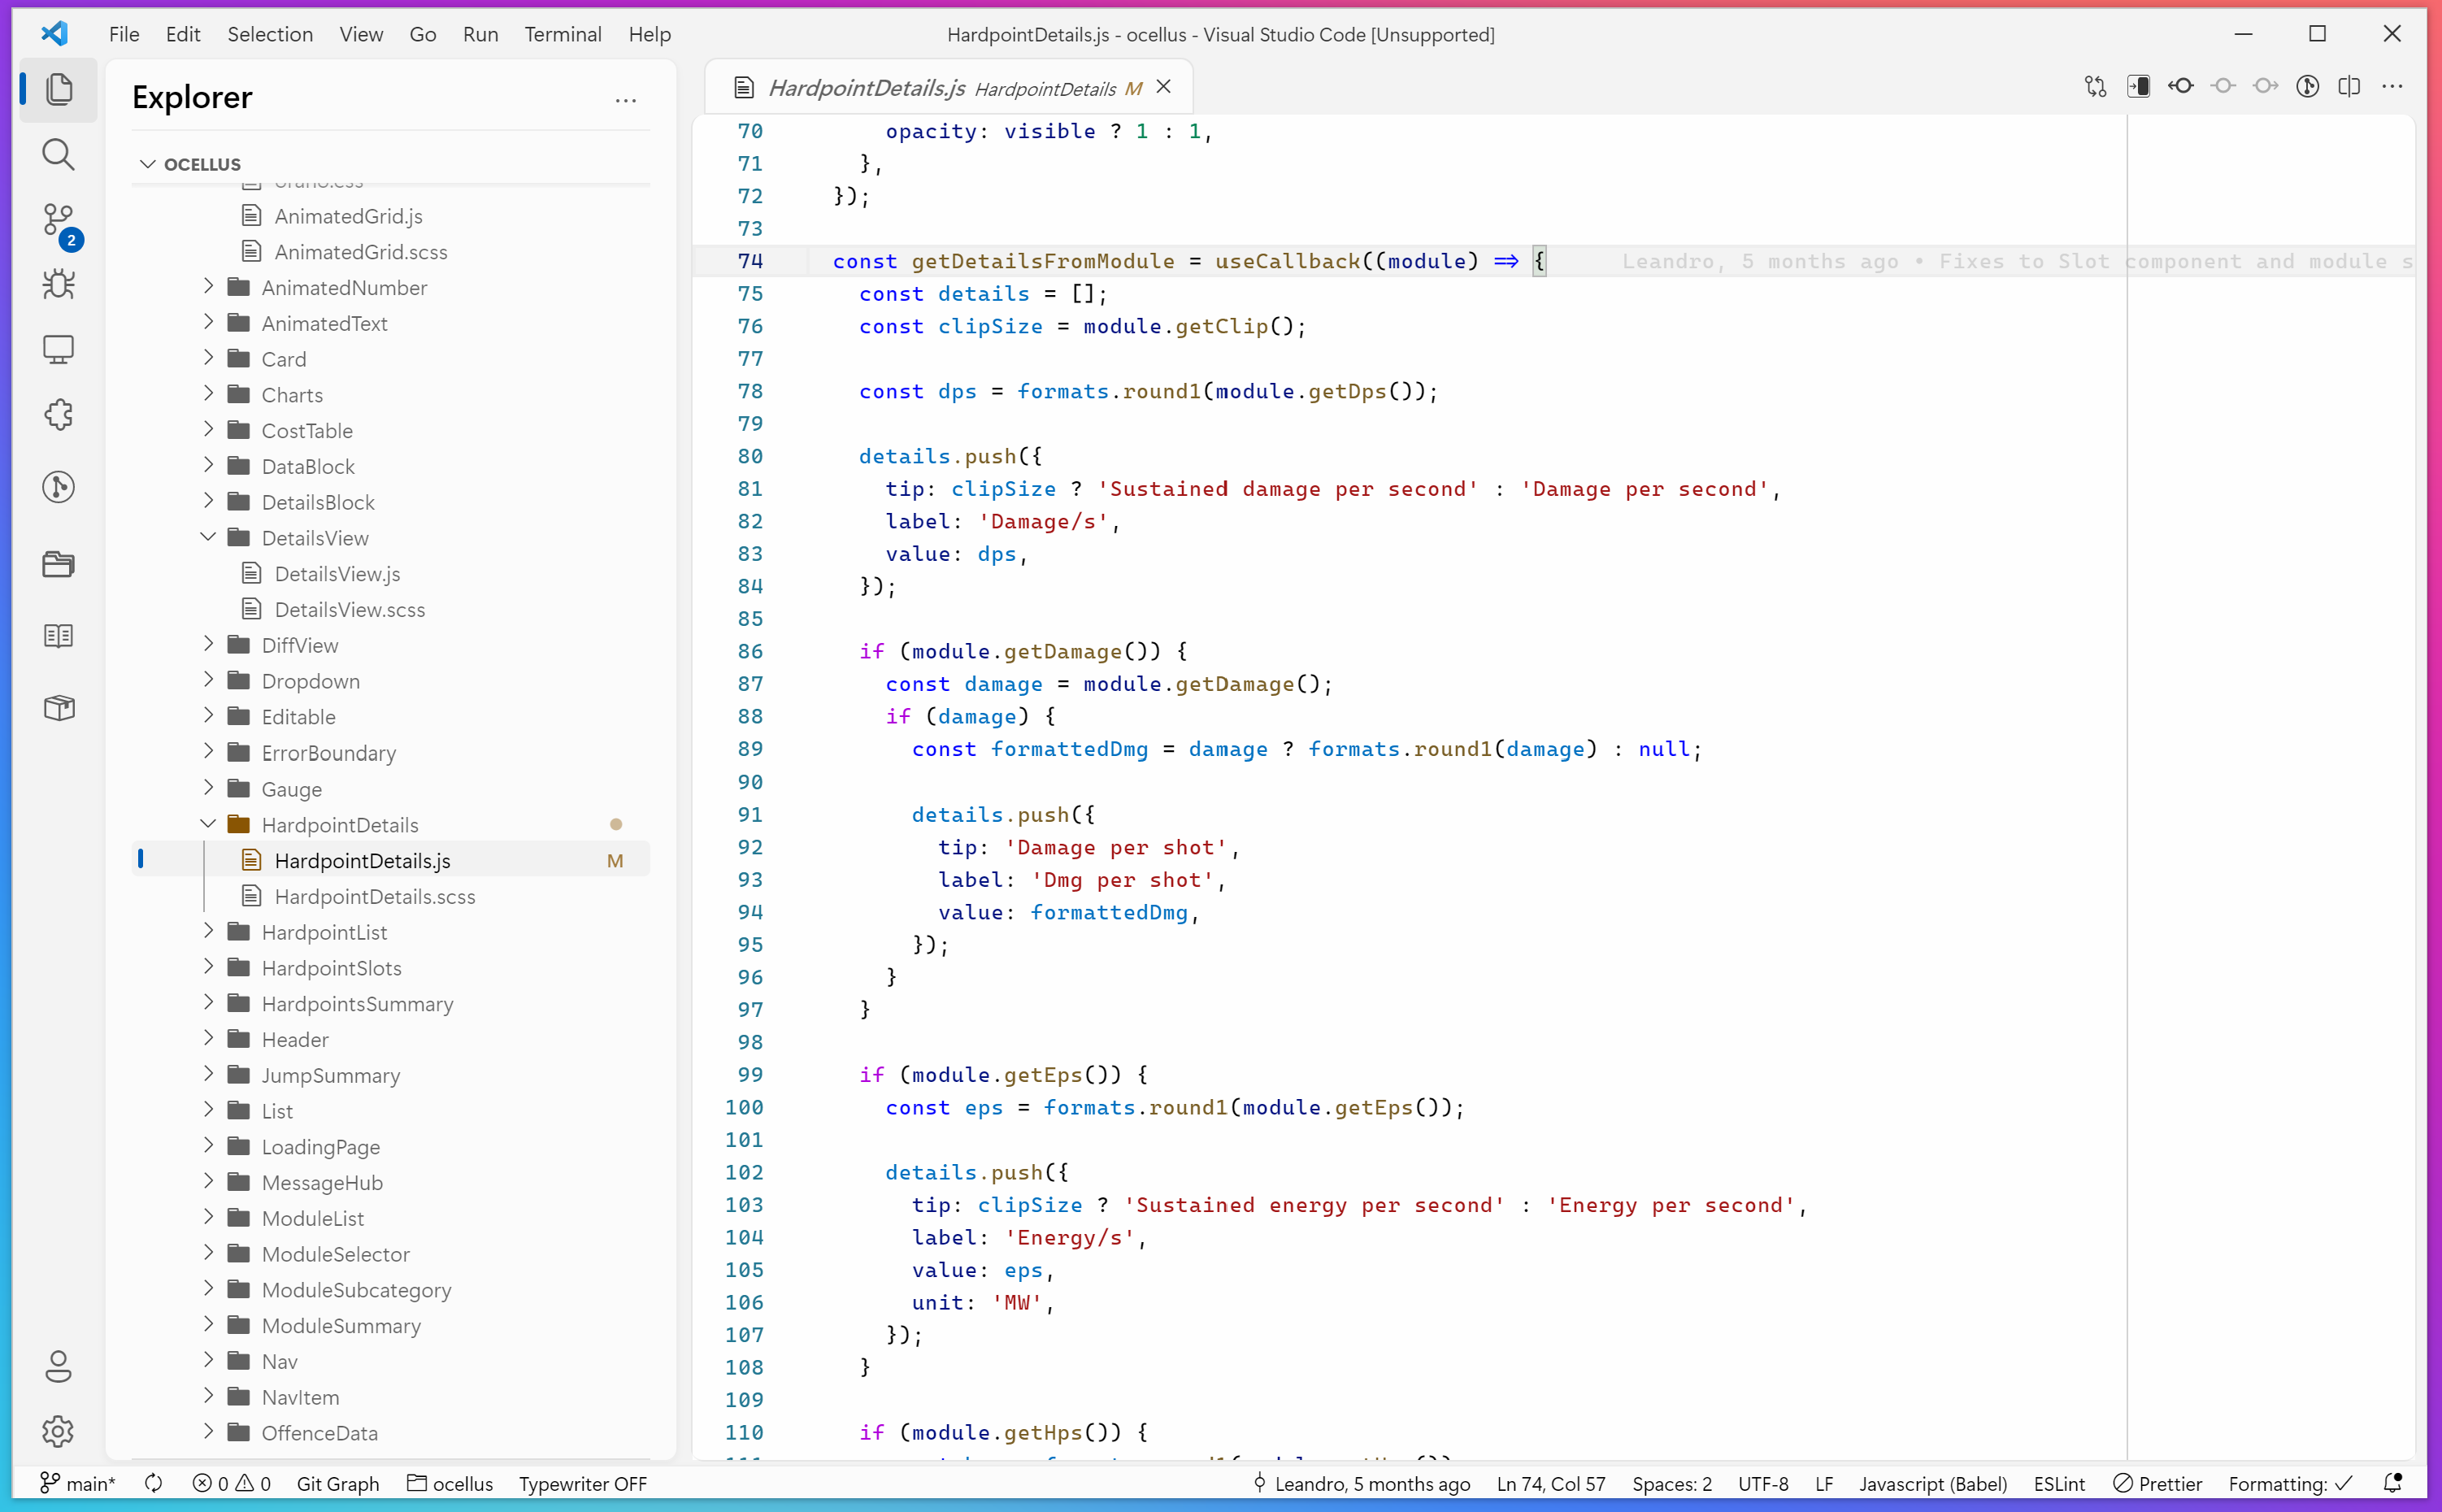 File Edit Selection View Go Run Terminal Help
HardpointDetails.js - ocellus - Visual Studio Code [Unsupported]
Explorer
OCELLUS
AnimatedGrid.js
AnimatedGrid.scss
AnimatedNumber
AnimatedText
Card
Charts
CostTable
DataBlock
DetailsBlock
DetailsView
DetailsView.js
DetailsView.scss
DiffView
Dropdown
Editable
ErrorBoundary
Gauge
HardpointDetails
HardpointDetails.js M
HardpointDetails.scss
HardpointList
HardpointSlots
HardpointsSummary
Header
JumpSummary
List
LoadingPage
MessageHub
ModuleList
ModuleSelector
ModuleSubcategory
ModuleSummary
Nav
NavItem
OffenceData
2
HardpointDetails.js HardpointDetails M
70 opacity: visible ? 1 : 1,
71 },
72 });
73
74 const getDetailsFromModule = useCallback((module) => { Leandro, 5 months ago • Fixes to Slot component and module s
75 const details = [];
76 const clipSize = module.getClip();
77
78 const dps = formats.round1(module.getDps());
79
80 details.push({
81 tip: clipSize ? 'Sustained damage per second' : 'Damage per second',
82 label: 'Damage/s',
83 value: dps,
84 });
85
86 if (module.getDamage()) {
87 const damage = module.getDamage();
88 if (damage) {
89 const formattedDmg = damage ? formats.round1(damage) : null;
90
91 details.push({
92 tip: 'Damage per shot',
93 label: 'Dmg per shot',
94 value: formattedDmg,
95 });
96 }
97 }
98
99 if (module.getEps()) {
100 const eps = formats.round1(module.getEps());
101
102 details.push({
103 tip: clipSize ? 'Sustained energy per second' : 'Energy per second',
104 label: 'Energy/s',
105 value: eps,
106 unit: 'MW',
107 });
108 }
109
110 if (module.getHps()) {
main* 0 0 Git Graph ocellus Typewriter OFF Leandro, 5 months ago Ln 74, Col 57 Spaces: 2 UTF-8 LF Javascript (Babel) ESLint Prettier Formatting: ✓